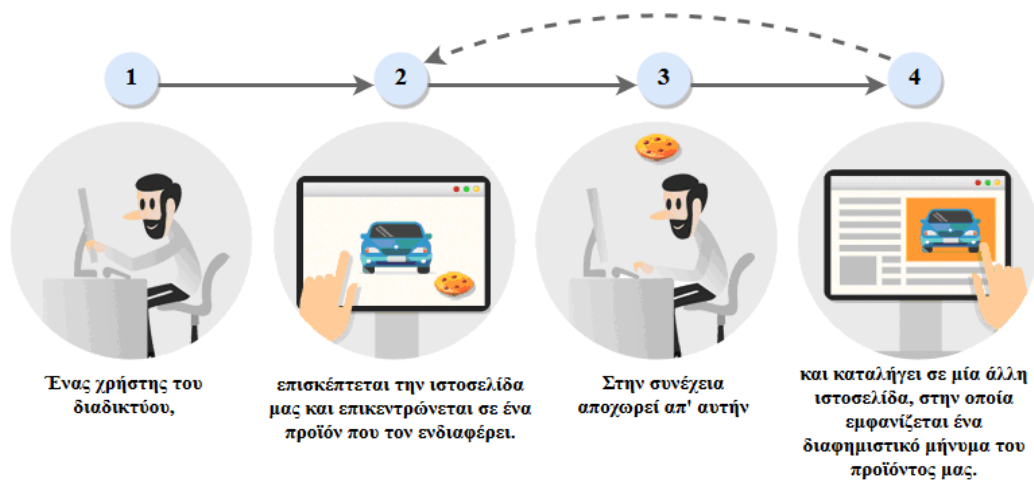 1
2
3
4
Ένας χρήστης του
διαδικτύου,
επισκέπτεται την ιστοσελίδα
μας και επικεντρώνεται σε ένα
προϊόν που τον ενδιαφέρει.
Στην συνέχεια
αποχωρεί απ' αυτήν
και καταλήγει σε μία άλλη
ιστοσελίδα, στην οποία
εμφανίζεται ένα
διαφημιστικό μήνυμα του
προϊόντος μας.